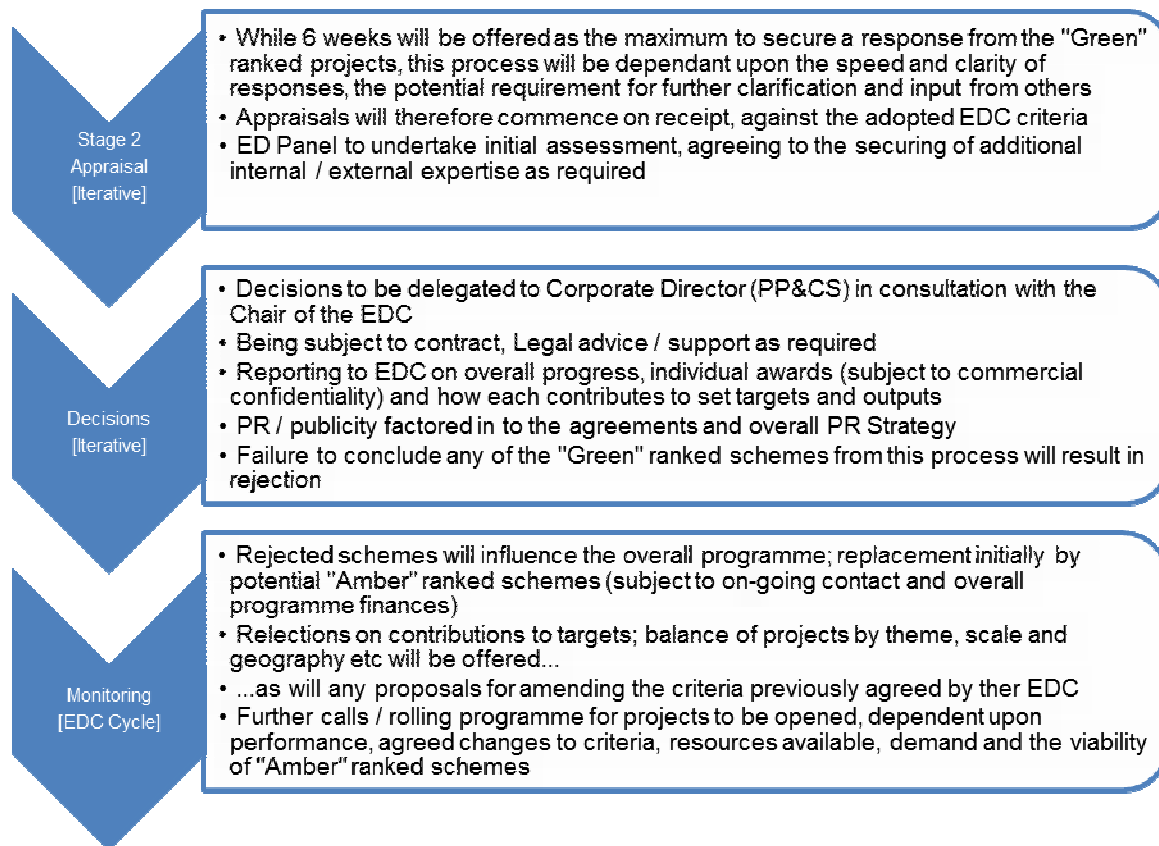 Stage 2
Appraisal
[Iterative]
• While 6 weeks will be offered as the maximum to secure a response from the "Green"
ranked projects, this process will be dependant upon the speed and clarity of
responses, the potential requirement for further clarification and input from others
• Appraisals will therefore commence on receipt, against the adopted EDC criteria
• ED Panel to undertake initial assessment, agreeing to the securing of additional
internal / external expertise as required
Decisions
[Iterative]
• Decisions to be delegated to Corporate Director (PP&CS) in consultation with the
Chair of the EDC
• Being subject to contract, Legal advice / support as required
• Reporting to EDC on overall progress, individual awards (subject to commercial
confidentiality) and how each contributes to set targets and outputs
• PR / publicity factored in to the agreements and overall PR Strategy
• Failure to conclude any of the "Green" ranked schemes from this process will result in
rejection
Monitoring
[EDC Cycle]
• Rejected schemes will influence the overall programme; replacement initially by
potential "Amber" ranked schemes (subject to on-going contact and overall
programme finances)
• Relections on contributions to targets; balance of projects by theme, scale and
geography etc will be offered...
• ...as will any proposals for amending the criteria previously agreed by ther EDC
• Further calls / rolling programme for projects to be opened, dependent upon
performance, agreed changes to criteria, resources available, demand and the viability
of "Amber" ranked schemes